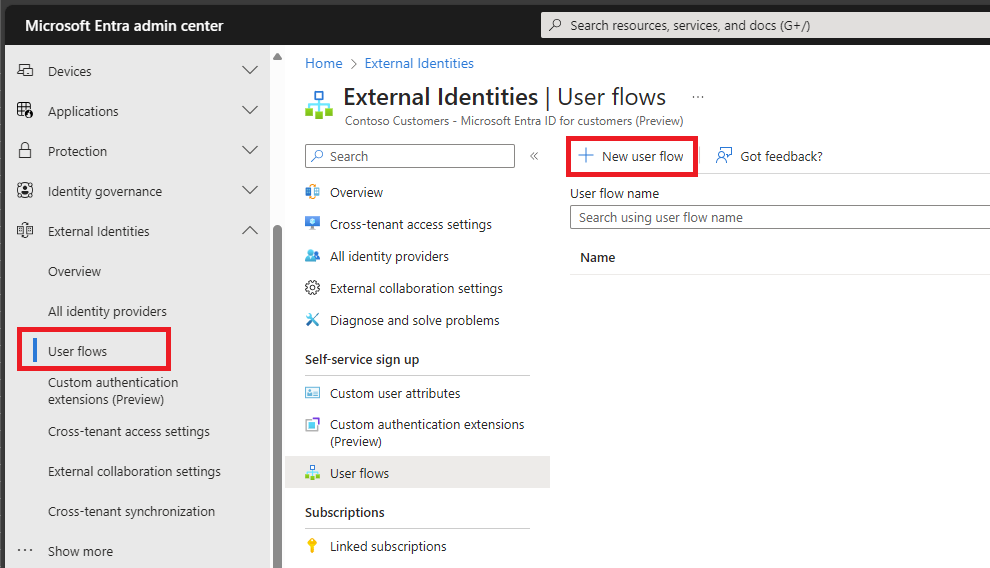 Microsoft Entra admin center
Search resources, services, and docs (G+/)
Devices
Applications
Protection
Identity governance
External Identities
Overview
All identity providers
User flows
Custom authentication
extensions (Preview)
Cross-tenant access settings
External collaboration settings
Cross-tenant synchronization
Show more
Home > External Identities
External Identities | User flows
Contoso Customers - Microsoft Entra ID for customers (Preview)
Search
Overview
Cross-tenant access settings
All identity providers
External collaboration settings
Diagnose and solve problems
Self-service sign up
Custom user attributes
Custom authentication extensions
(Preview)
User flows
Subscriptions
Linked subscriptions
New user flow
Got feedback?
User flow name
Search using user flow name
Name